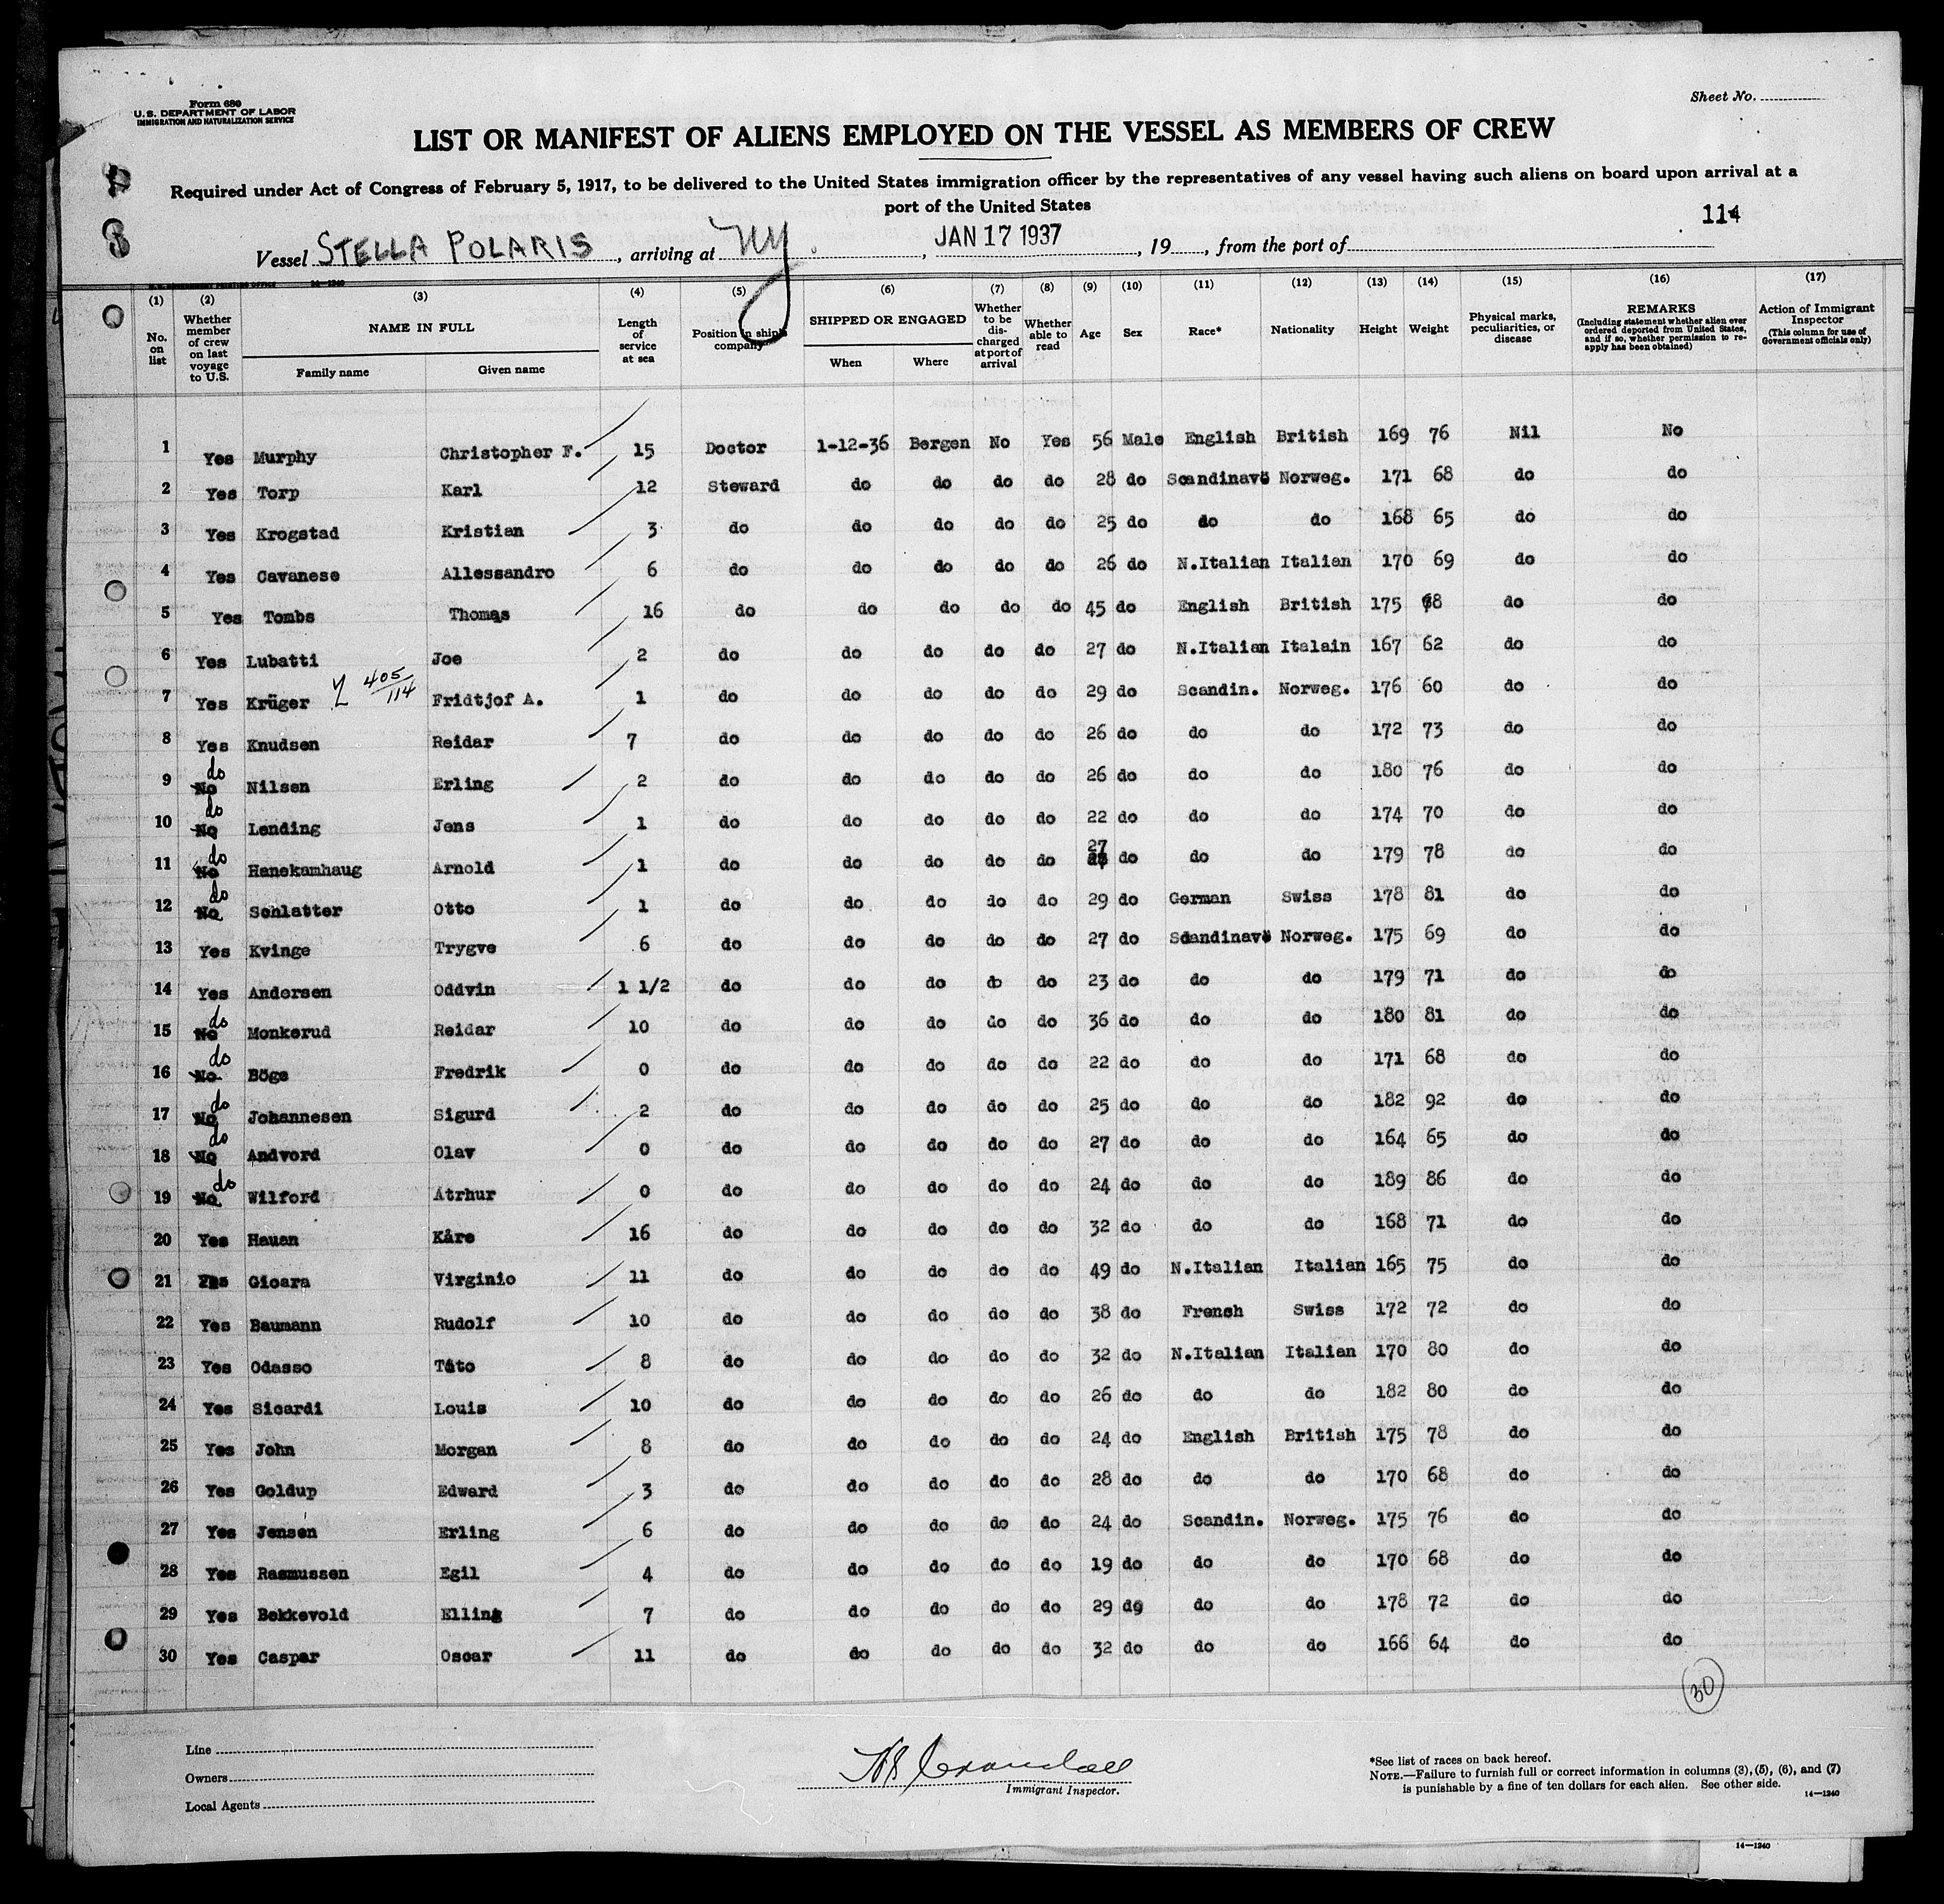 Form 680
U.S. DEPARTMENT OF LABOR
IMMIGRATION AND NATURALIZATION SERVICE
Sheet No.
LIST OR MANIFEST OF ALIENS EMPLOYED ON THE VESSEL AS MEMBERS OF CREW
Required under Act of Congress of February 5, 1917, to be delivered to the United States immigration officer by the representatives of any vessel having such aliens on board upon arrival at a
port of the United States
114
Vessel STELLA POLARIS, arriving at NY., JAN 17 1937, 19, from the port of
(1) (2) (3) (4) (5) (6) (7) (8) (9) (10) (11) (12) (13) (14) (15) (16) (17)
No. on list
Whether member of crew on last voyage to U.S.
NAME IN FULL
Family name Given name
Length of service at sea
Position in ship's company
SHIPPED OR ENGAGED
When Where
Whether to be discharged at port of arrival
Whether able to read
Age
Sex
Race*
Nationality
Height
Weight
Physical marks, peculiarities, or disease
REMARKS
(Including statement whether alien ever ordered deported from United States, and if so, whether permission to reapply has been obtained)
Action of Immigrant Inspector
(This column for use of Government officials only)
1 Yes Murphy Christopher F. 15 Doctor 1-12-36 Bergen No Yes 56 Male English British 169 76 Nil No
2 Yes Torp Karl 12 Steward do do do do 28 do Scandinav Norweg. 171 68 do do
3 Yes Krogstad Kristian 3 do do do do do 25 do do do 168 65 do do
4 Yes Cavanese Allessandro 6 do do do do do 26 do N.Italian Italian 170 69 do do
5 Yes Tombs Thomas 16 do do do do do 45 do English British 175 68 do do
6 Yes Lubatti Joe 2 do do do do do 27 do N.Italian Italain 167 62 do do
7 Yes Krüger 405/114 Fridtjof A. 1 do do do do do 29 do Scandin. Norweg. 176 60 do do
8 Yes Knudsen Reidar 7 do do do do do 26 do do do 172 73 do do
9 No do Nilsen Erling 2 do do do do do 26 do do do 180 76 do do
10 No do Lending Jens 1 do do do do do 22 do do do 174 70 do do
11 No do Hanekamhaug Arnold 1 do do do do do 27 do do do 179 78 do do
12 No do Schlatter Otto 1 do do do do do 29 do German Swiss 178 81 do do
13 Yes Kvinge Trygve 6 do do do do do 27 do Scandinav Norweg. 175 69 do do
14 Yes Andersen Oddvin 1 1/2 do do do do do 23 do do do 179 71 do do
15 No do Monkerud Reidar 10 do do do do do 36 do do do 180 81 do do
16 No do Böge Fredrik 0 do do do do do 22 do do do 171 68 do do
17 No do Johannesen Sigurd 2 do do do do do 25 do do do 182 92 do do
18 No do Andvord Olav 0 do do do do do 27 do do do 164 65 do do
19 No do Wilford Atrhur 0 do do do do do 24 do do do 189 86 do do
20 Yes Hauan Kåre 16 do do do do do 32 do do do 168 71 do do
21 Yes Gioara Virginio 11 do do do do do 49 do N.Italian Italian 165 75 do do
22 Yes Baumann Rudolf 10 do do do do do 38 do French Swiss 172 72 do do
23 Yes Odasso Tito 8 do do do do do 32 do N.Italian Italian 170 80 do do
24 Yes Sicardi Louis 10 do do do do do 26 do do do 182 80 do do
25 Yes John Morgan 8 do do do do do 24 do English British 175 78 do do
26 Yes Goldup Edward 3 do do do do do 28 do do do 170 68 do do
27 Yes Jensen Erling 6 do do do do do 24 do Scandin. Norweg. 175 76 do do
28 Yes Rasmussen Egil 4 do do do do do 19 do do do 170 68 do do
29 Yes Bekkevold Elling 7 do do do do do 29 do do do 178 72 do do
30 Yes Caspar Oscar 11 do do do do do 32 do do do 166 64 do do
30
Line
Owners
Local Agents
Immigrant Inspector.
*See list of races on back hereof.
NOTE.—Failure to furnish full or correct information in columns (3), (5), (6), and (7)
is punishable by a fine of ten dollars for each alien. See other side.
14—1240
14—1240